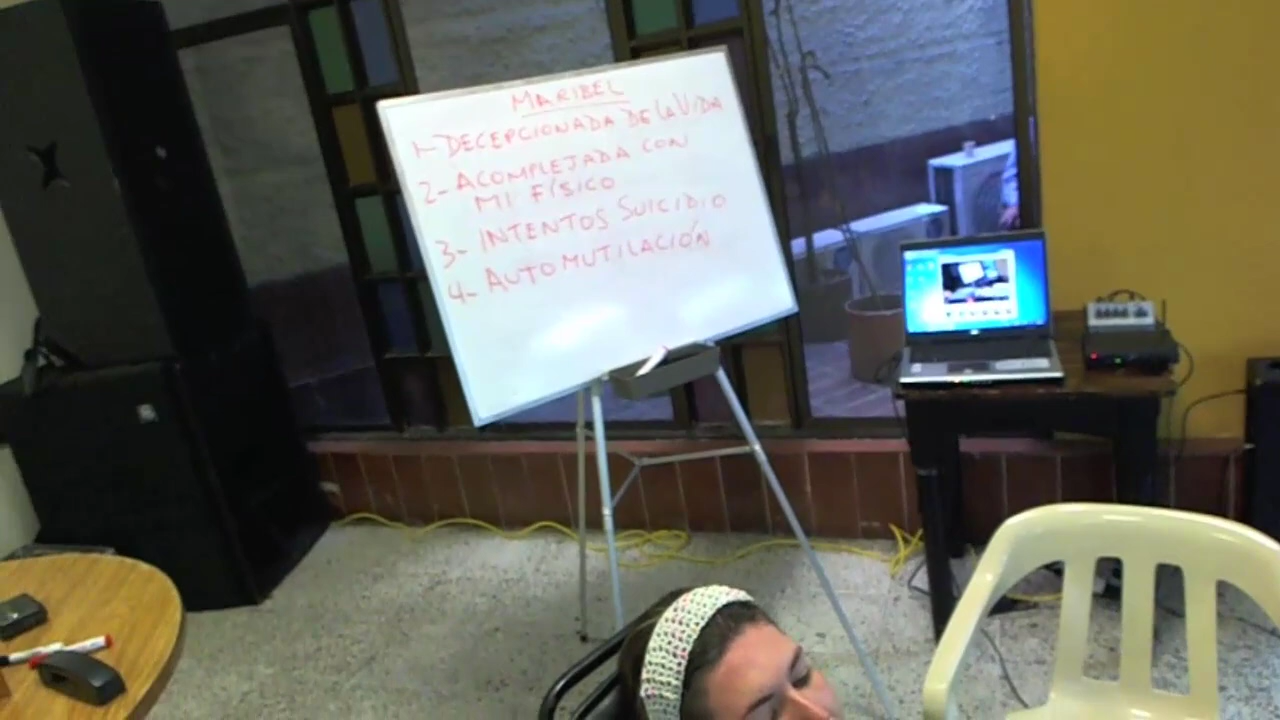 MARIBEL
1- DECEPCIONADA DE LA VIDA
2- ACOMPLEJADA CON
MI FÍSICO
3- INTENTOS SUICIDIO
4- AUTOMUTILACIÓN